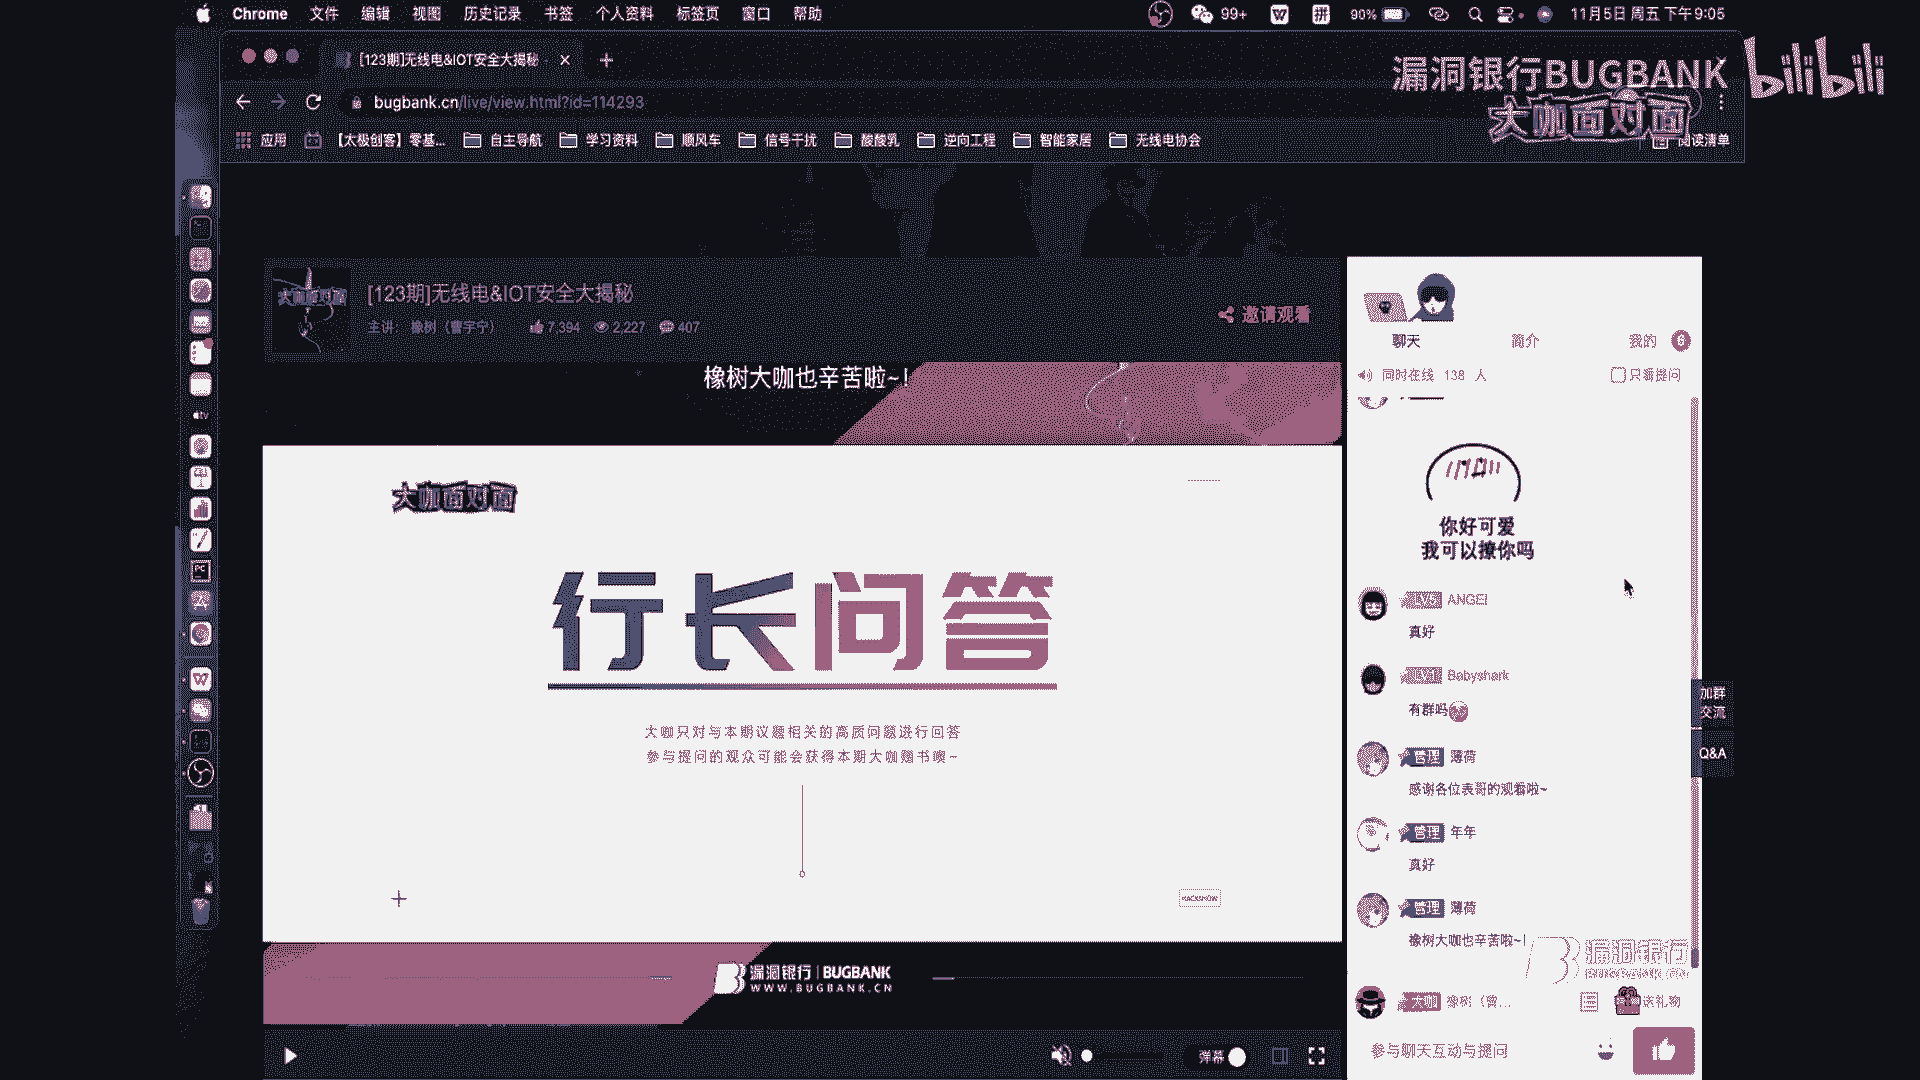 Chrome 文件 编辑 视图 历史记录 书签 个人资料 标签页 窗口 帮助
99+ 拼 90% 11月5日 周五 下午9:05
[123期]无线电&IOT安全大揭秘
漏洞银行BUGBANK bilibili
bugbank.cn/live/view.html?id=114293
大咖面对面
应用 【太极创客】零基... 自主导航 学习资料 顺风车 信号干扰 酸酸乳 逆向工程 智能家居 无线电协会 阅读清单
大咖面对面
[123期]无线电&IOT安全大揭秘
主讲: 橡树（曹宇宁） 7,394 2,227 407
邀请观看
橡树大咖也辛苦啦~!
大咖面对面
行长问答
大咖只对与本期议题相关的高质问题进行回答
参与提问的观众可能会获得本期大咖赠书噢~
HACKSHOW
漏洞银行 BUGBANK
WWW.BUGBANK.CN
弹幕
聊天 简介 我的 6
同时在线 138 人 只看提问
你好可爱
我可以撩你吗
LV5 ANGEl
真好
LV1 Babyshark
有群吗
管理 薄荷
感谢各位表哥的观看啦~
管理 年年
真好
管理 薄荷
橡树大咖也辛苦啦~!
漏洞银行
BUGBANK.CN
大咖 橡树（曹... 送礼物
参与聊天互动与提问
加群
交流
Q&A